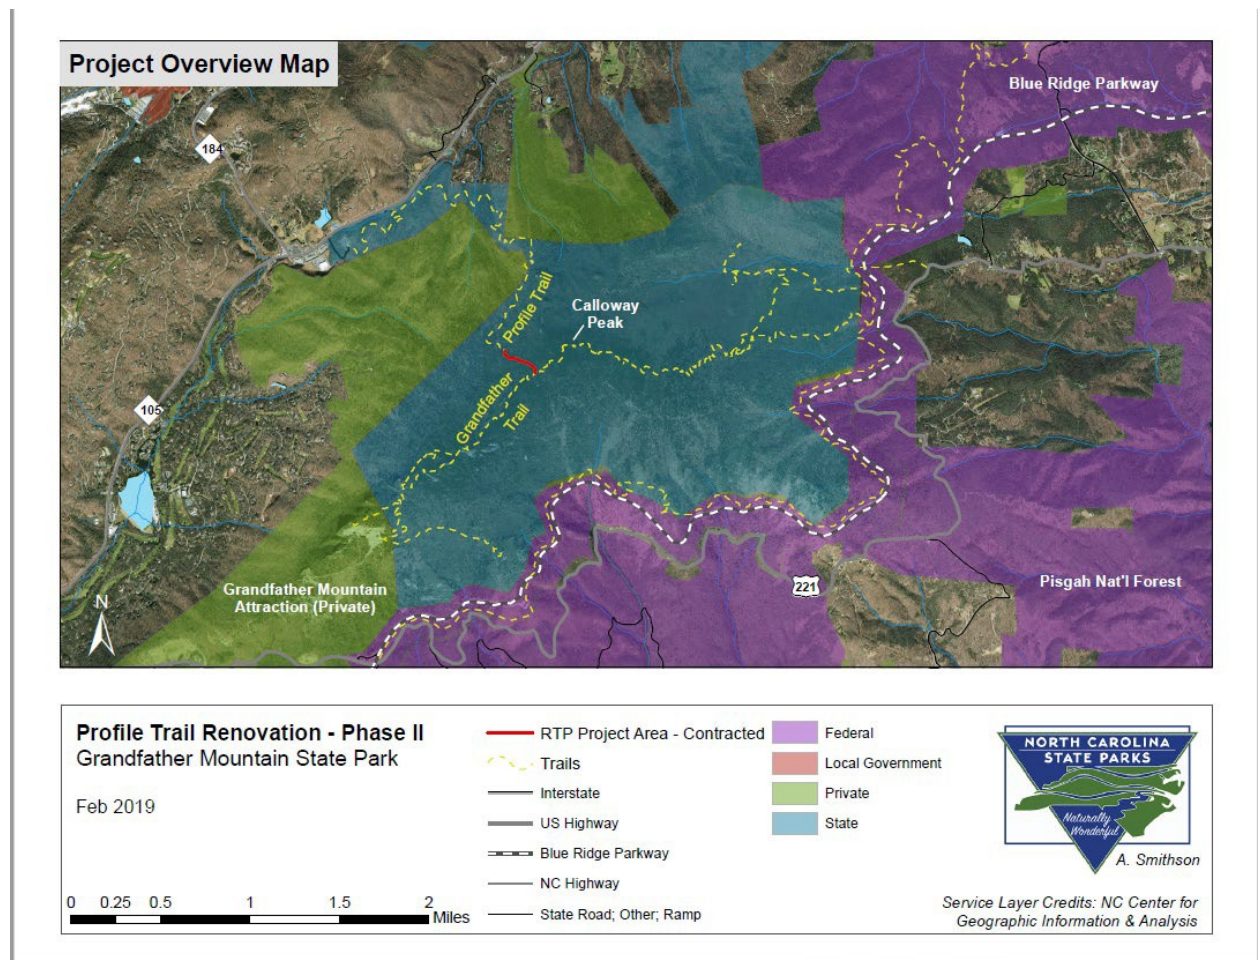 Project Overview Map
Blue Ridge Parkway
184
Profile Trail
Calloway
Peak
Grandfather
Trail
105
221
Pisgah Nat'l Forest
Grandfather Mountain
Attraction (Private)
N
Profile Trail Renovation - Phase II
Grandfather Mountain State Park
Feb 2019
0 0.25 0.5 1 1.5 2
Miles
RTP Project Area - Contracted
Trails
Interstate
US Highway
Blue Ridge Parkway
NC Highway
State Road; Other; Ramp
Federal
Local Government
Private
State
NORTH CAROLINA
STATE PARKS
Naturally
Wonderful
A. Smithson
Service Layer Credits: NC Center for
Geographic Information & Analysis